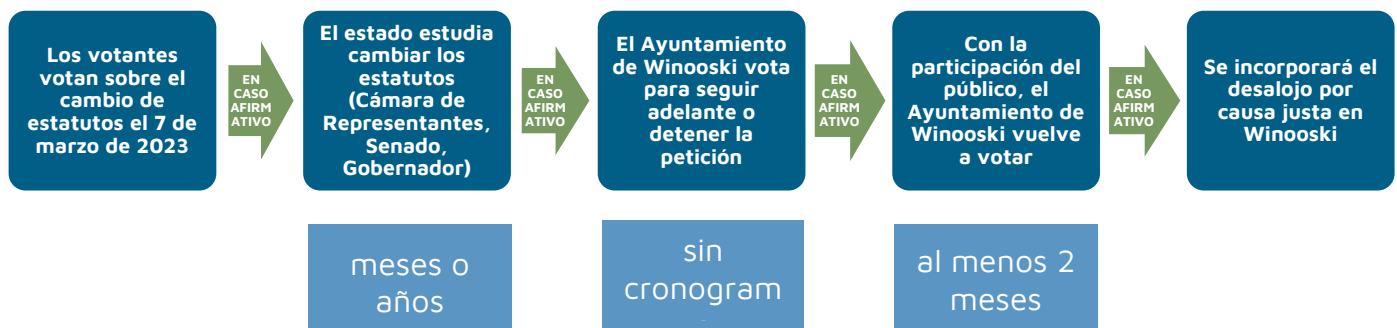 Los votantes
votan sobre el
cambio de
estatutos el 7 de
marzo de 2023
EN
CASO
AFIRM
ATIVO
El estado estudia
cambiar los
estatutos
(Cámara de
Representantes,
Senado,
Gobernador)
EN
CASO
AFIRM
ATIVO
El Ayuntamiento
de Winooski vota
para seguir
adelante o
detener la
petición
EN
CASO
AFIRM
ATIVO
Con la
participación del
público, el
Ayuntamiento de
Winooski vuelve
a votar
EN
CASO
AFIRM
ATIVO
Se incorporará el
desalojo por
causa justa en
Winooski
meses o
años
sin
cronogram
al menos 2
meses